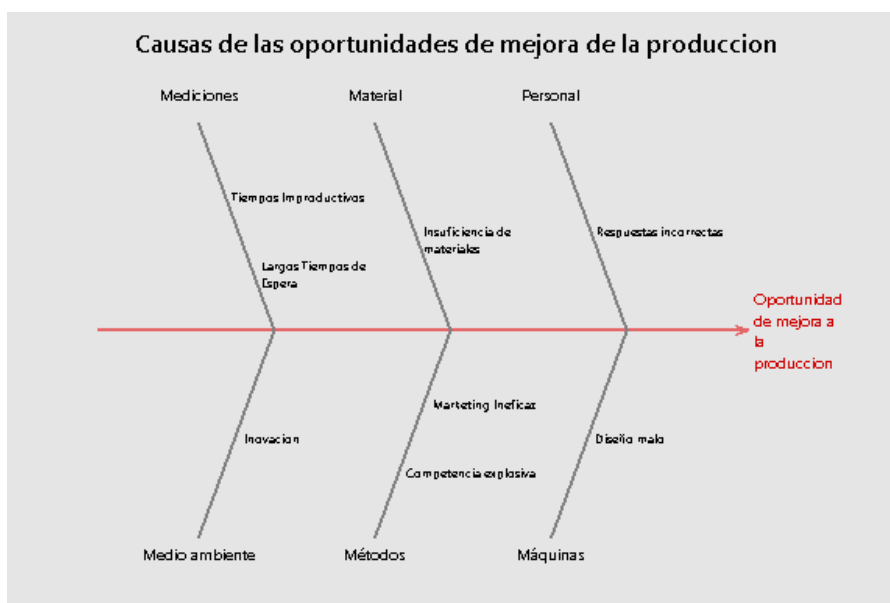 Causas de las oportunidades de mejora de la produccion
Mediciones
Material
Personal
Tiempos Improductivos
Insuficiencia de
materiales
Respuestas incorrectas
Largos Tiempos de
Espera
Oportunidad
de mejora a
la
produccion
Marketing Ineficaz
Inovacion
Diseño malo
Competencia explosiva
Medio ambiente
Métodos
Máquinas